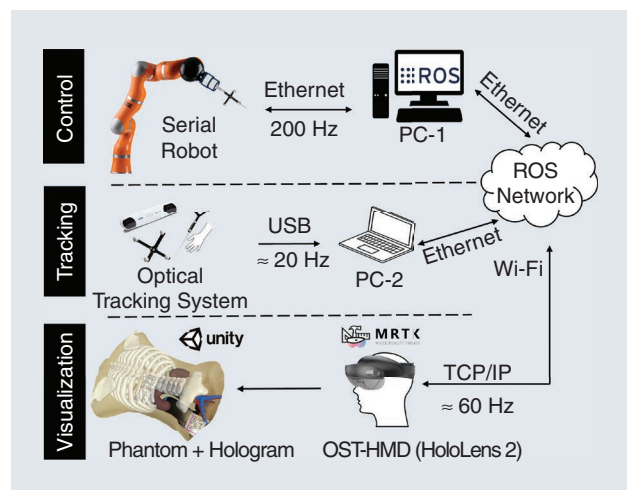 Control
Serial
Robot
Ethernet
200 Hz
ROS
PC-1
Ethernet
ROS
Network
Tracking
Optical
Tracking System
USB
≈ 20 Hz
PC-2
Ethernet
Wi-Fi
Visualization
unity
Phantom + Hologram
MRTK
OST-HMD (HoloLens 2)
TCP/IP
≈ 60 Hz